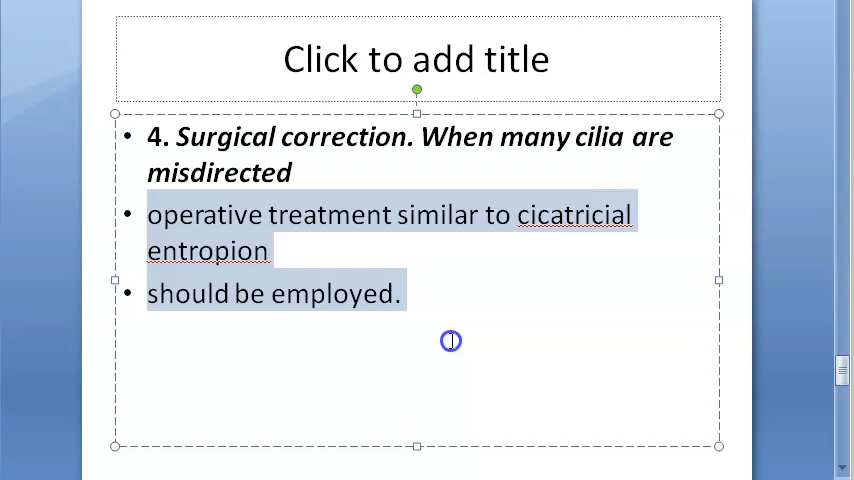 Click to add title
• 4. Surgical correction. When many cilia are
misdirected
• operative treatment similar to cicatricial
entropion
• should be employed.